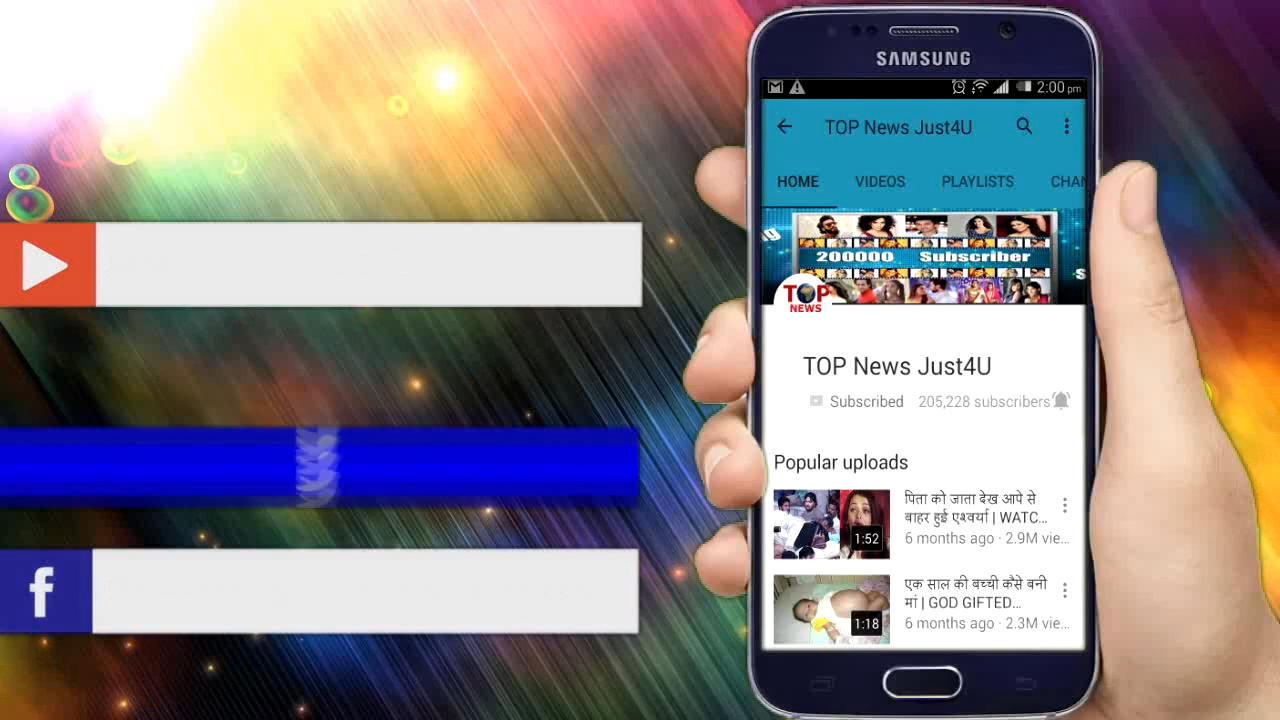 SAMSUNG
2:00 pm
TOP News Just4U
HOME VIDEOS PLAYLISTS CHAN
200000 Subscriber
TOP
NEWS
TOP News Just4U
Subscribed 205,228 subscribers
Popular uploads
पिता को जाता देख आपे से
बाहर हुई एश्वर्या | WATC...
1:52
6 months ago · 2.9M vie...
एक साल की बच्ची कैसे बनी
मां | GOD GIFTED...
1:18
6 months ago · 2.3M vie...
f